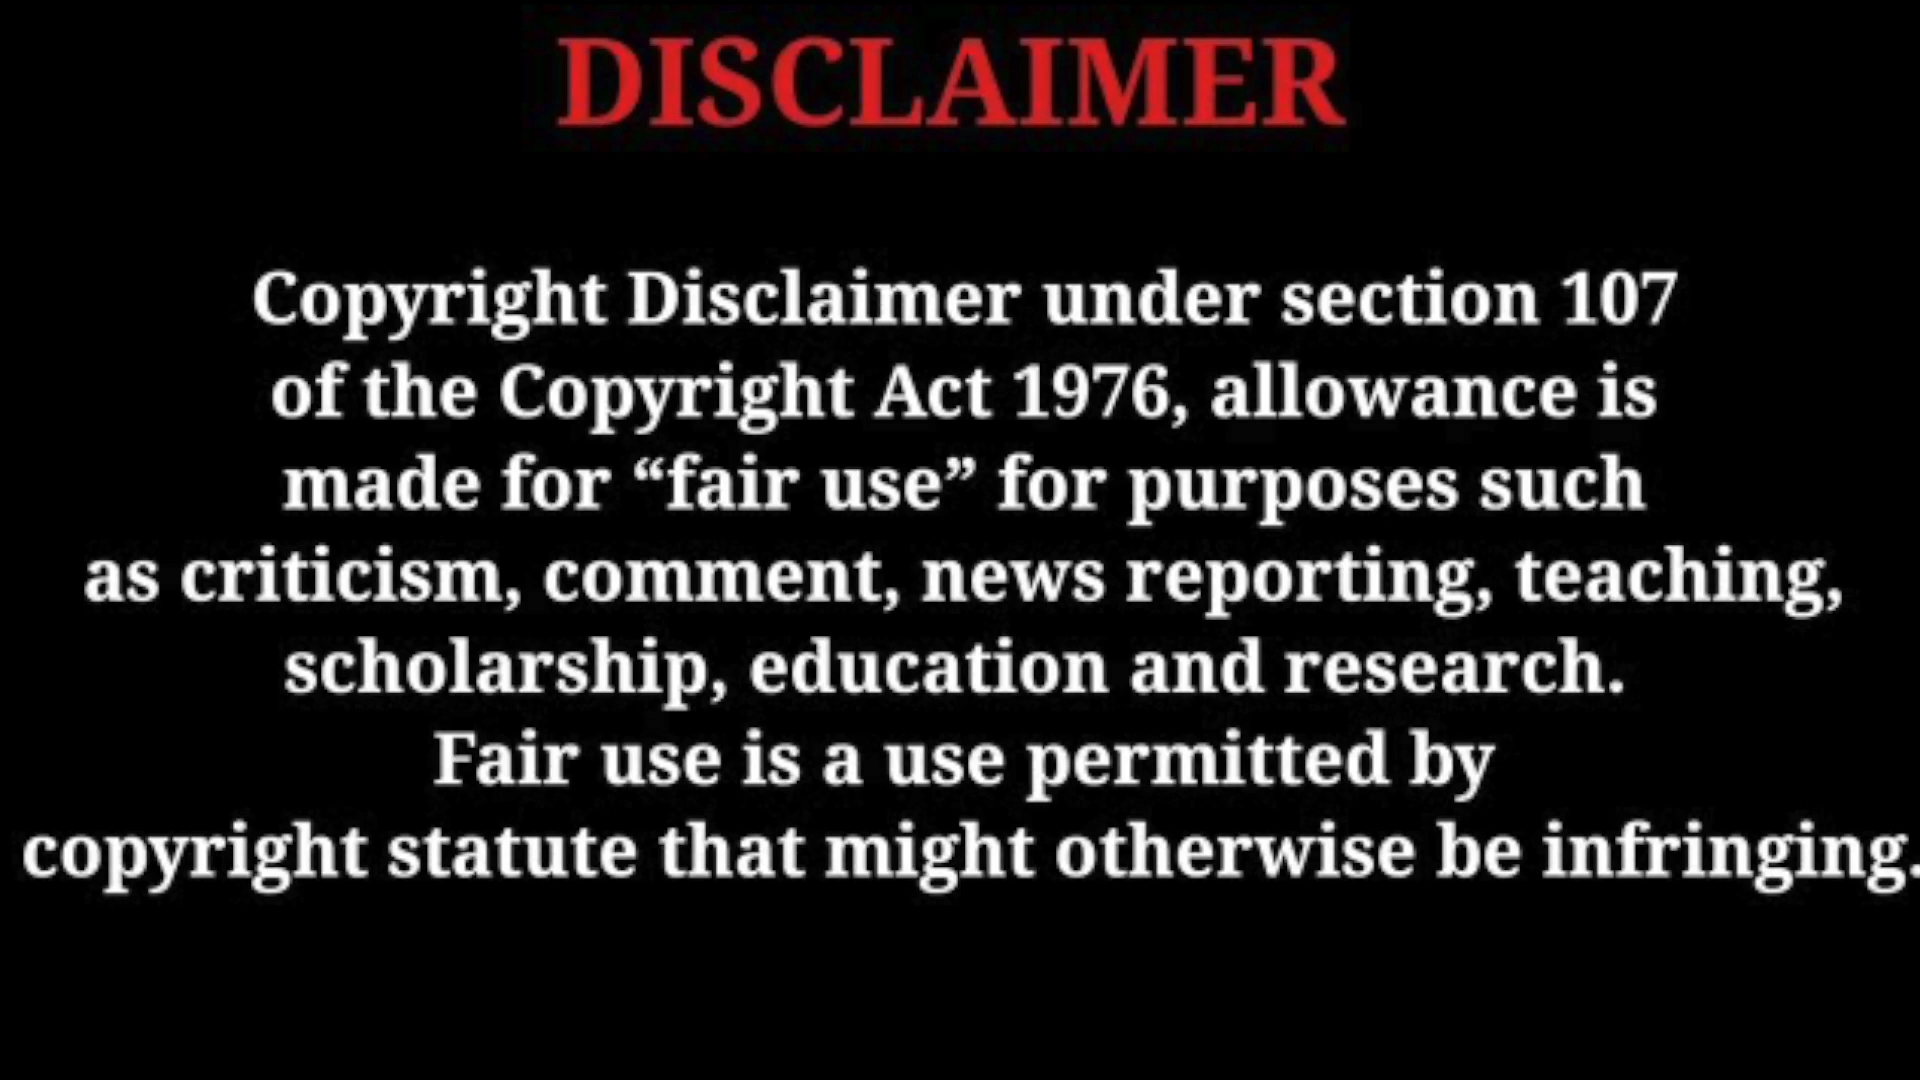 DISCLAIMER
Copyright Disclaimer under section 107
of the Copyright Act 1976, allowance is
made for “fair use” for purposes such
as criticism, comment, news reporting, teaching,
scholarship, education and research.
Fair use is a use permitted by
copyright statute that might otherwise be infringing.